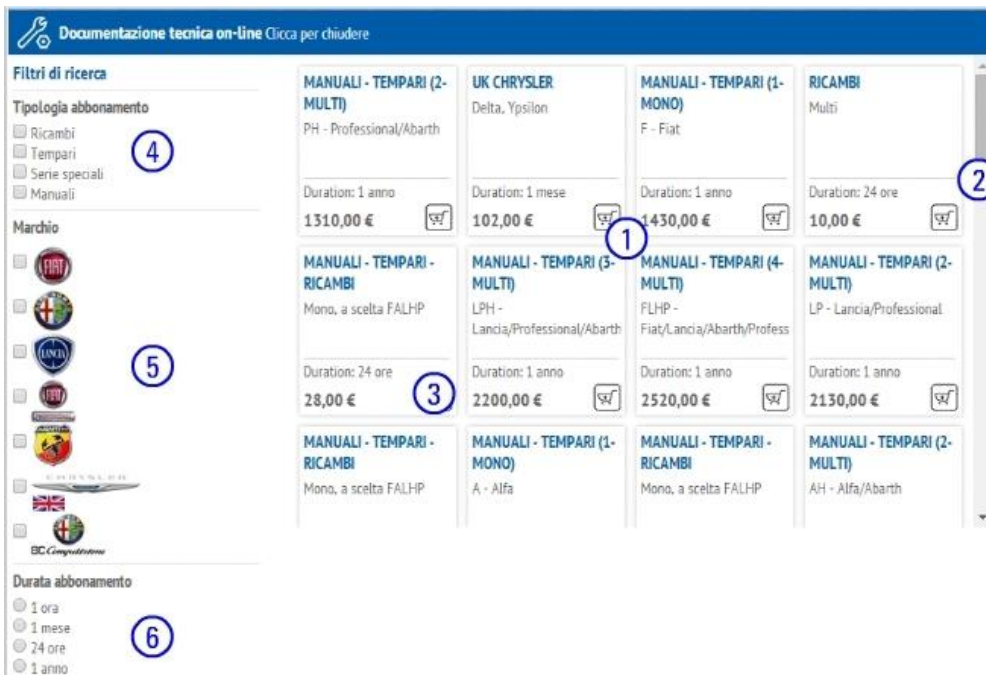 Documentazione tecnica on-line Clicca per chiudere
Filtri di ricerca
Tipologia abbonamento
Ricambi
Tempari
Serie speciali
Manuali
4
Marchio
FIAT
LANCIA
FIAT
CHRYSLER
8C Competizione
5
Durata abbonamento
1 ora
1 mese
24 ore
1 anno
6
MANUALI - TEMPARI (2-
MULTI)
PH - Professional/Abarth
Duration: 1 anno
1310,00 €
UK CHRYSLER
Delta, Ypsilon
Duration: 1 mese
102,00 €
1
MANUALI - TEMPARI (1-
MONO)
F - Fiat
Duration: 1 anno
1430,00 €
RICAMBI
Multi
Duration: 24 ore
10,00 €
2
MANUALI - TEMPARI -
RICAMBI
Mono, a scelta FALHP
Duration: 24 ore
28,00 €
3
MANUALI - TEMPARI (3-
MULTI)
LPH -
Lancia/Professional/Abarth
Duration: 1 anno
2200,00 €
MANUALI - TEMPARI (4-
MULTI)
FLHP -
Fiat/Lancia/Abarth/Profess
Duration: 1 anno
2520,00 €
MANUALI - TEMPARI (2-
MULTI)
LP - Lancia/Professional
Duration: 1 anno
2130,00 €
MANUALI - TEMPARI -
RICAMBI
Mono, a scelta FALHP
MANUALI - TEMPARI (1-
MONO)
A - Alfa
MANUALI - TEMPARI -
RICAMBI
Mono, a scelta FALHP
MANUALI - TEMPARI (2-
MULTI)
AH - Alfa/Abarth